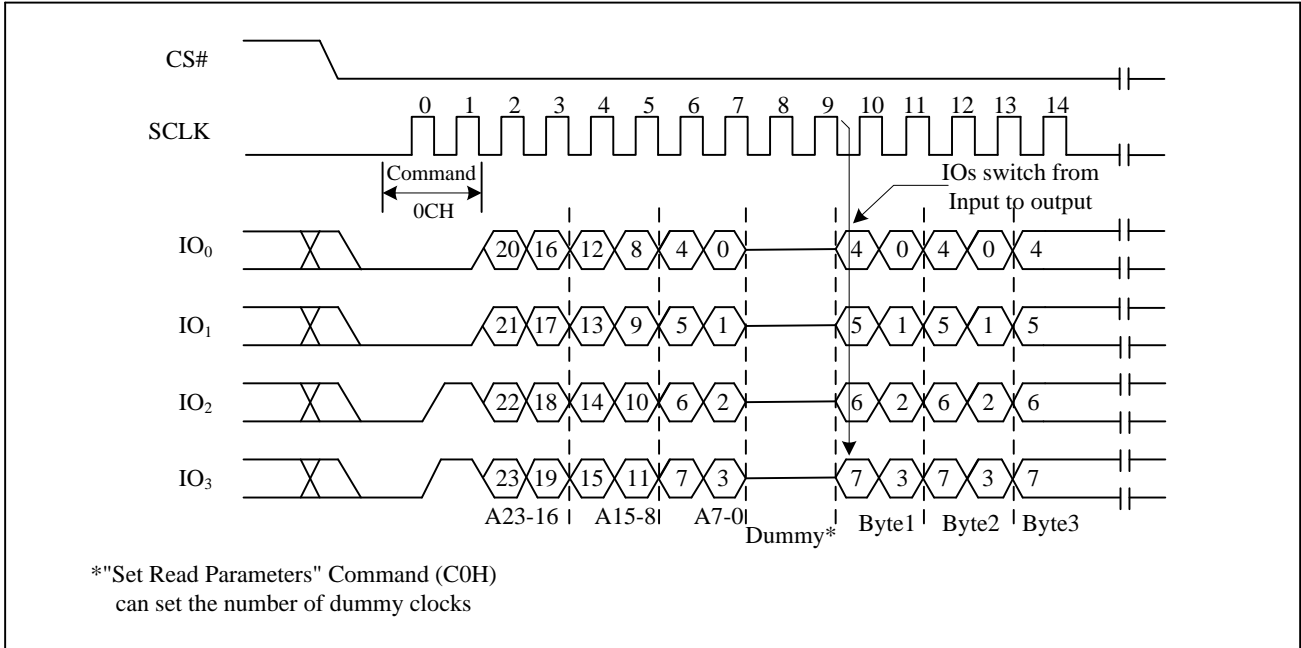 CS#
0 1 2 3 4 5 6 7 8 9 10 11 12 13 14
SCLK
Command
0CH
IOs switch from
Input to output
IO₀
20 16 12 8 4 0 4 0 4 0 4
IO₁
21 17 13 9 5 1 5 1 5 1 5
IO₂
22 18 14 10 6 2 6 2 6 2 6
IO₃
23 19 15 11 7 3 7 3 7 3 7
A23-16 A15-8 A7-0 Dummy* Byte1 Byte2 Byte3
*"Set Read Parameters" Command (C0H)
can set the number of dummy clocks